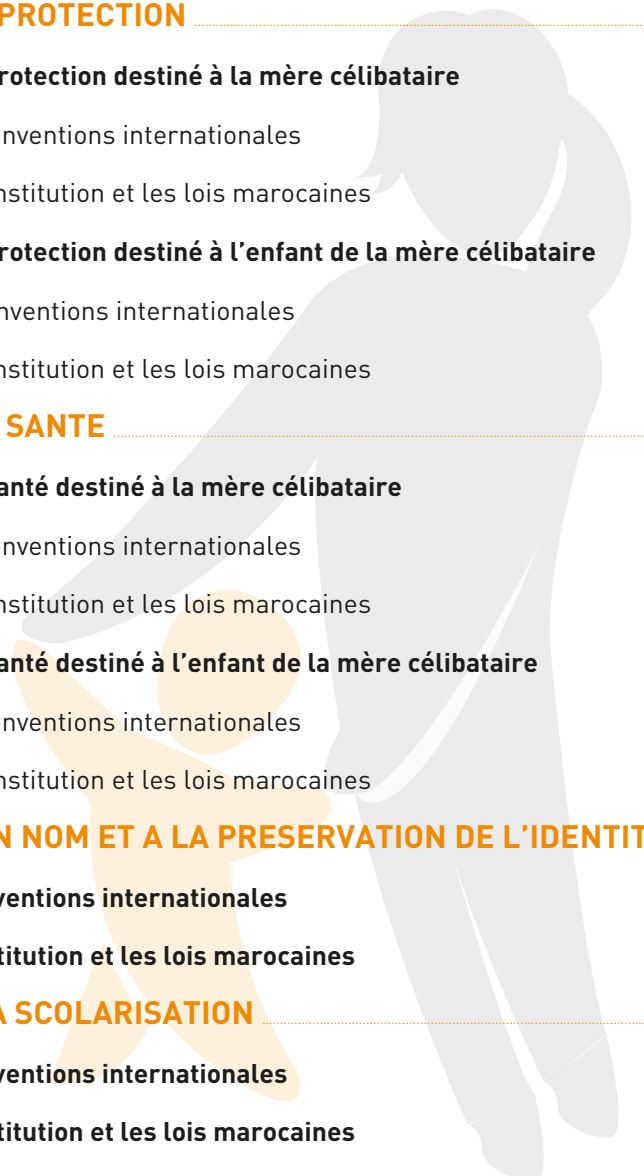 PROTECTION
rotection destiné à la mère célibataire
nventions internationales
nstitution et les lois marocaines
rotection destiné à l’enfant de la mère célibataire
nventions internationales
nstitution et les lois marocaines
SANTE
anté destiné à la mère célibataire
nventions internationales
nstitution et les lois marocaines
anté destiné à l’enfant de la mère célibataire
nventions internationales
nstitution et les lois marocaines
N NOM ET A LA PRESERVATION DE L’IDENTIT
ventions internationales
titution et les lois marocaines
A SCOLARISATION
ventions internationales
titution et les lois marocaines